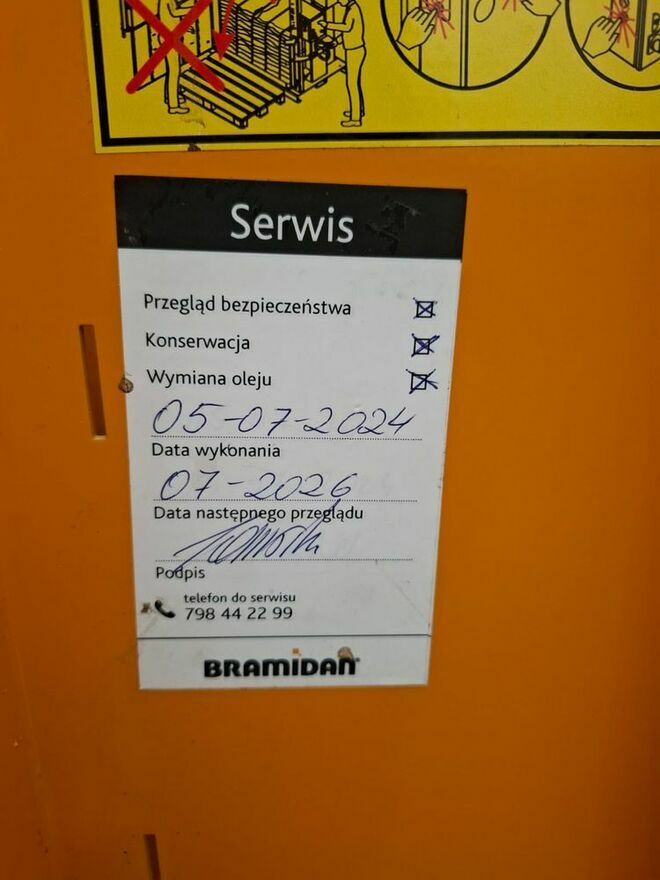 Serwis
Przegląd bezpieczeństwa
Konserwacja
Wymiana oleju
05-07-2024
Data wykonania
07-2026
Data następnego przeglądu
Podpis
telefon do serwisu
798 44 22 99
BRAMIDAN